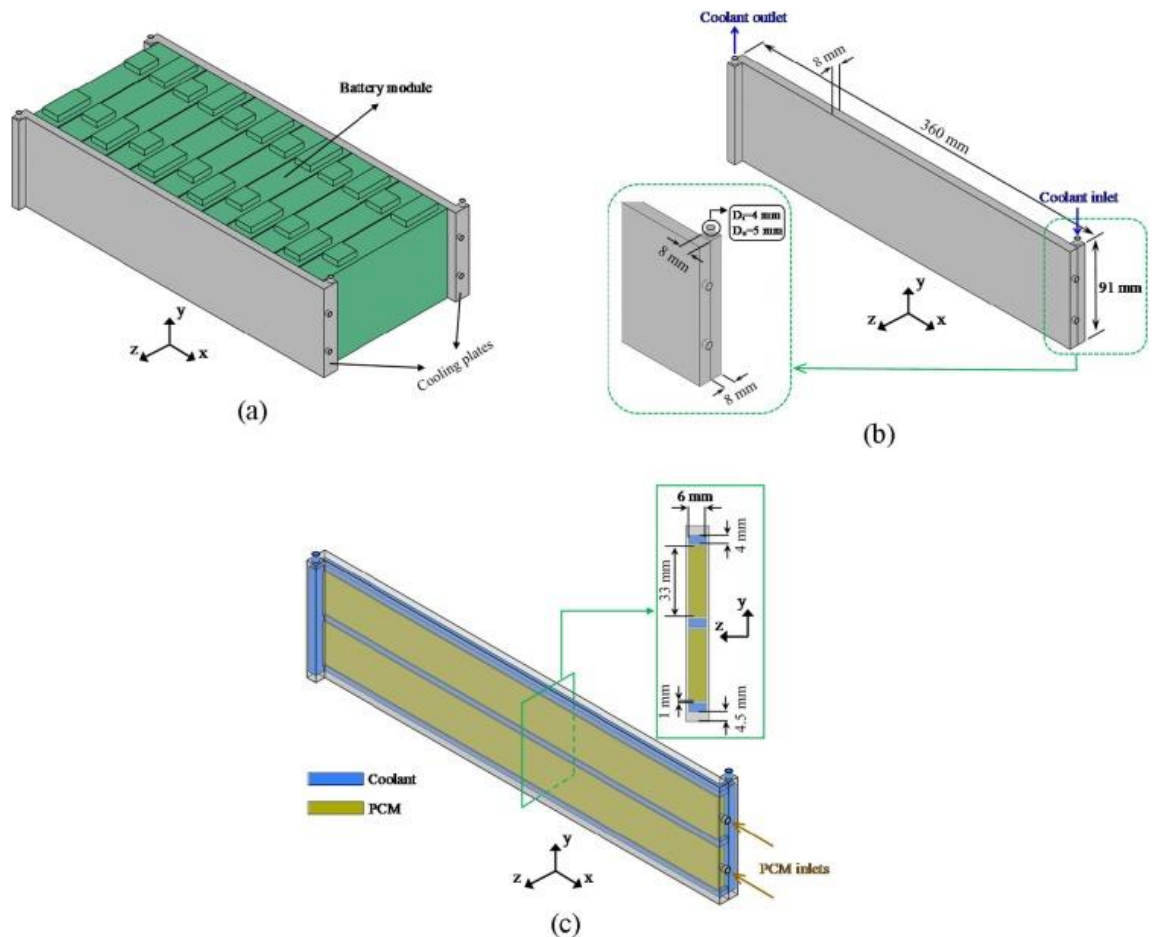 Battery module
y
z
x
Cooling plates
(a)
Coolant outlet
8 mm
360 mm
Coolant inlet
Dᵢ=4 mm
Dₒ=5 mm
8 mm
91 mm
y
z
x
8 mm
(b)
6 mm
4 mm
33 mm
y
z
1 mm
4.5 mm
Coolant
PCM
y
z
x
PCM inlets
(c)